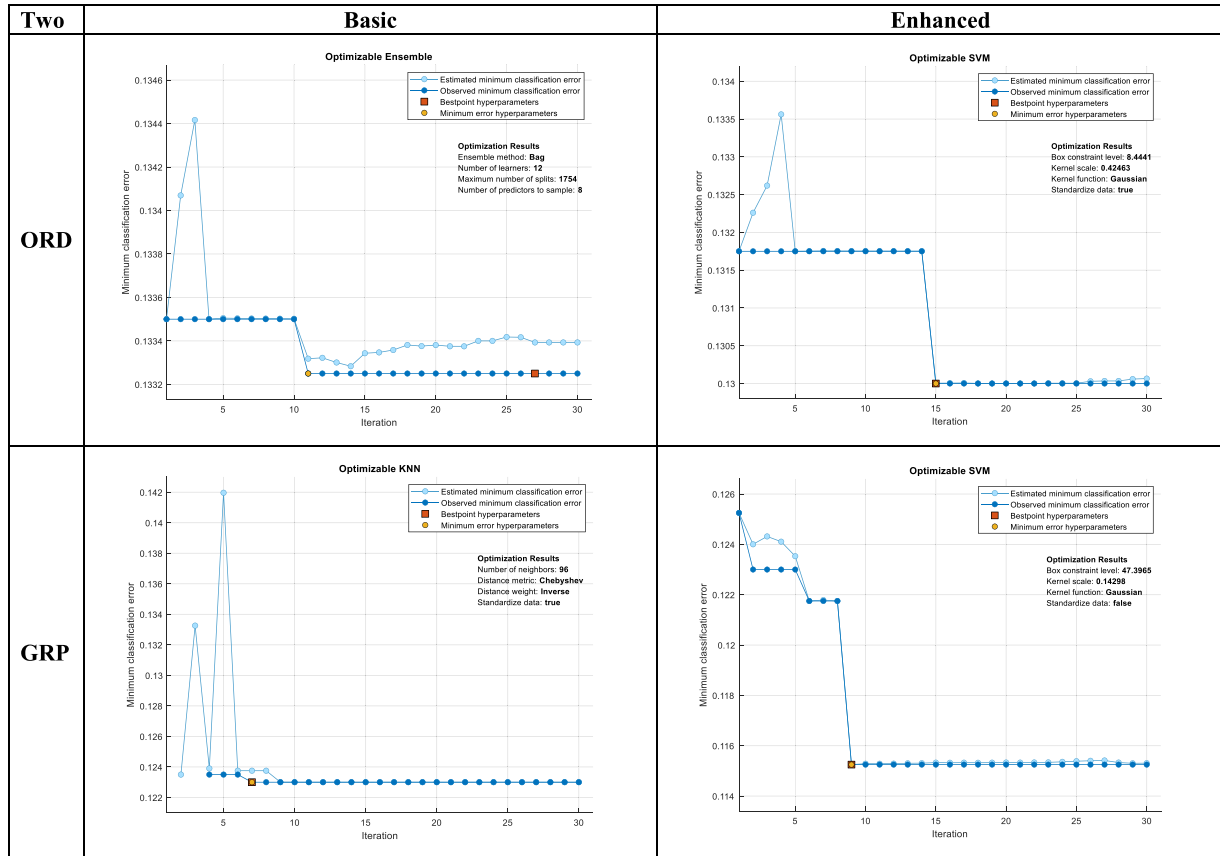 Two
Basic
Enhanced
ORD
Optimizable Ensemble
0.1346
0.1344
0.1342
0.134
0.1338
0.1336
0.1334
0.1332
Minimum classification error
Estimated minimum classification error
Observed minimum classification error
Bestpoint hyperparameters
Minimum error hyperparameters
Optimization Results
Ensemble method: Bag
Number of learners: 12
Maximum number of splits: 1754
Number of predictors to sample: 8
5 10 15 20 25 30
Iteration
Optimizable SVM
0.134
0.1335
0.133
0.1325
0.132
0.1315
0.131
0.1305
0.13
Minimum classification error
Estimated minimum classification error
Observed minimum classification error
Bestpoint hyperparameters
Minimum error hyperparameters
Optimization Results
Box constraint level: 8.4441
Kernel scale: 0.42463
Kernel function: Gaussian
Standardize data: true
5 10 15 20 25 30
Iteration
GRP
Optimizable KNN
0.142
0.14
0.138
0.136
0.134
0.132
0.13
0.128
0.126
0.124
0.122
Minimum classification error
Estimated minimum classification error
Observed minimum classification error
Bestpoint hyperparameters
Minimum error hyperparameters
Optimization Results
Number of neighbors: 96
Distance metric: Chebyshev
Distance weight: Inverse
Standardize data: true
5 10 15 20 25 30
Iteration
Optimizable SVM
0.126
0.124
0.122
0.12
0.118
0.116
0.114
Minimum classification error
Estimated minimum classification error
Observed minimum classification error
Bestpoint hyperparameters
Minimum error hyperparameters
Optimization Results
Box constraint level: 47.3965
Kernel scale: 0.14298
Kernel function: Gaussian
Standardize data: false
5 10 15 20 25 30
Iteration